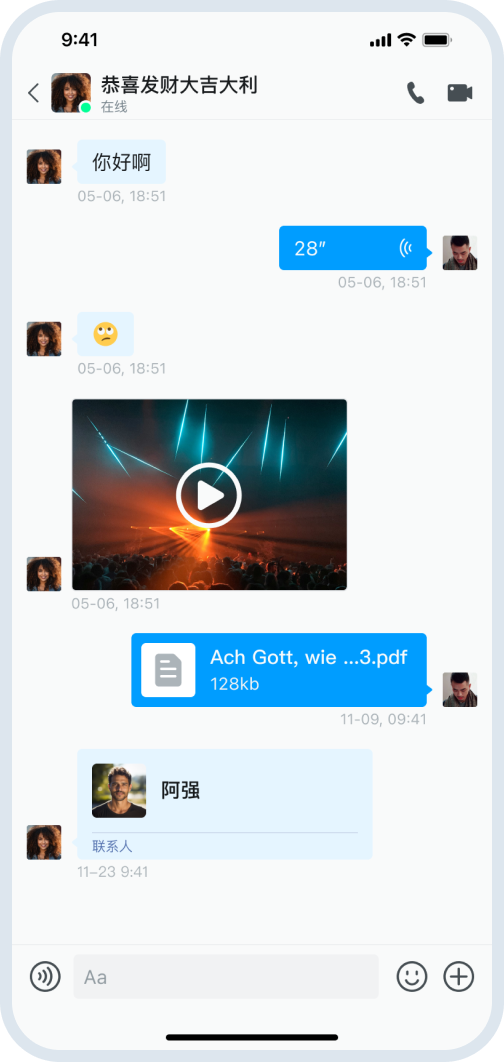 9:41
恭喜发财大吉大利
在线
你好啊
05-06, 18:51
28″
05-06, 18:51
05-06, 18:51
05-06, 18:51
Ach Gott, wie ...3.pdf
128kb
11-09, 09:41
阿强
联系人
11–23 9:41
Aa